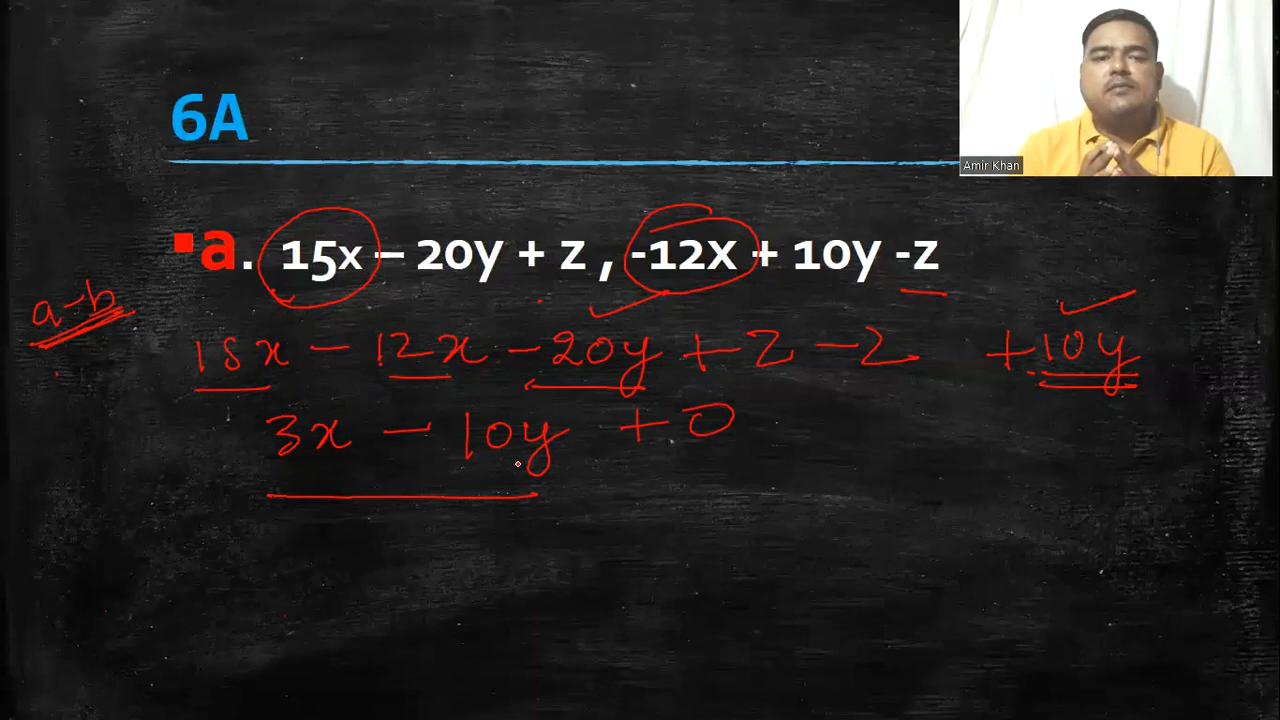 6A
Amir Khan
▪a. 15x – 20y + z , -12x + 10y -z
a - b
15x - 12x - 20y + z - z + 10y
3x - 10y + 0